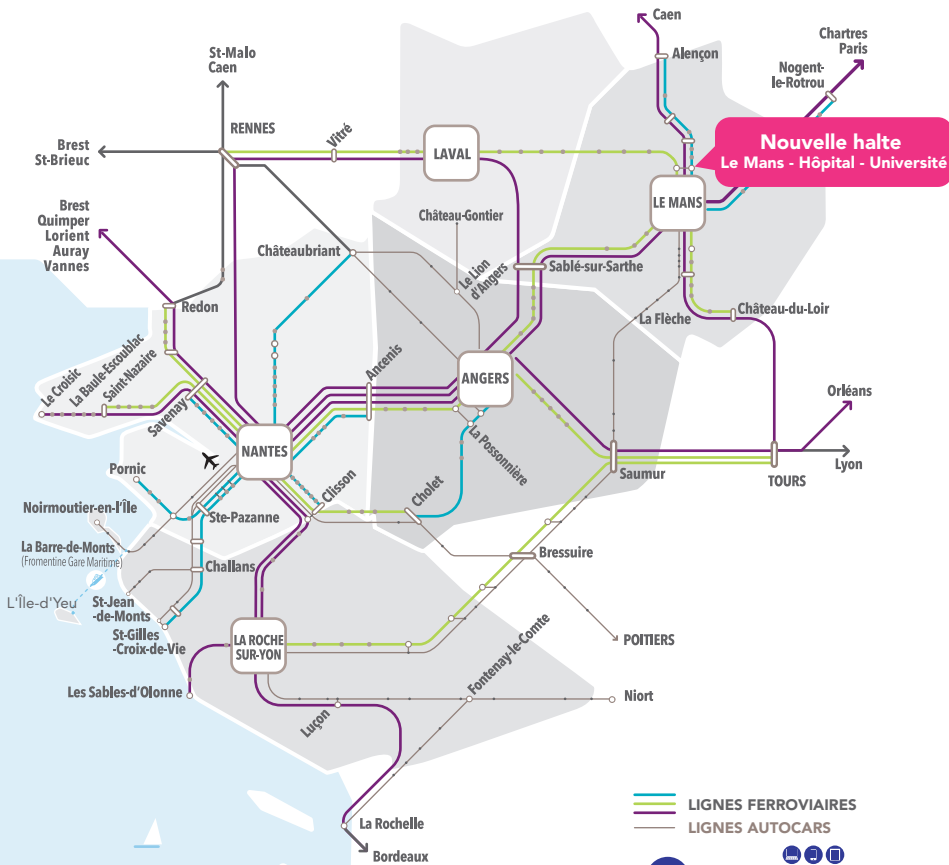 Caen
Alençon
Chartres
Paris
Nogent-
le-Rotrou
St-Malo
Caen
RENNES
Vitré
LAVAL
Nouvelle halte
Le Mans - Hôpital - Université
Brest
St-Brieuc
LE MANS
Brest
Quimper
Lorient
Auray
Vannes
Château-Gontier
Châteaubriant
Le Lion
d'Angers
Sablé-sur-Sarthe
Redon
La Flèche
Château-du-Loir
Le Croisic
La Baule-Escoublac
Saint-Nazaire
Savenay
Ancenis
ANGERS
Orléans
La Possonnière
NANTES
Lyon
TOURS
Saumur
Pornic
Clisson
Cholet
Noirmoutier-en-l'Île
Ste-Pazanne
La Barre-de-Monts
(Fromentine Gare Maritime)
Challans
Bressuire
L'Île-d'Yeu
St-Jean
-de-Monts
St-Gilles
-Croix-de-Vie
LA ROCHE
SUR-YON
POITIERS
Les Sables-d'Olonne
Fontenay-le-Comte
Niort
Luçon
LIGNES FERROVIAIRES
LIGNES AUTOCARS
La Rochelle
Bordeaux